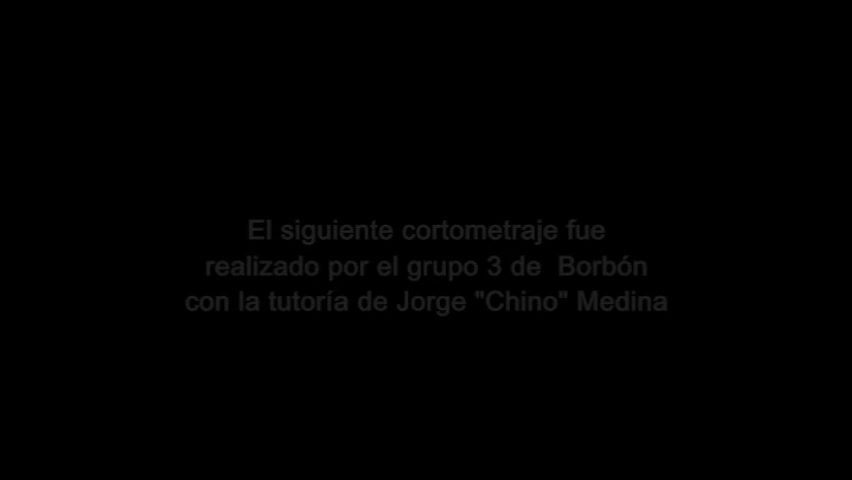 El siguiente cortometraje fue
realizado por el grupo 3 de  Borbón
con la tutoría de Jorge "Chino" Medina